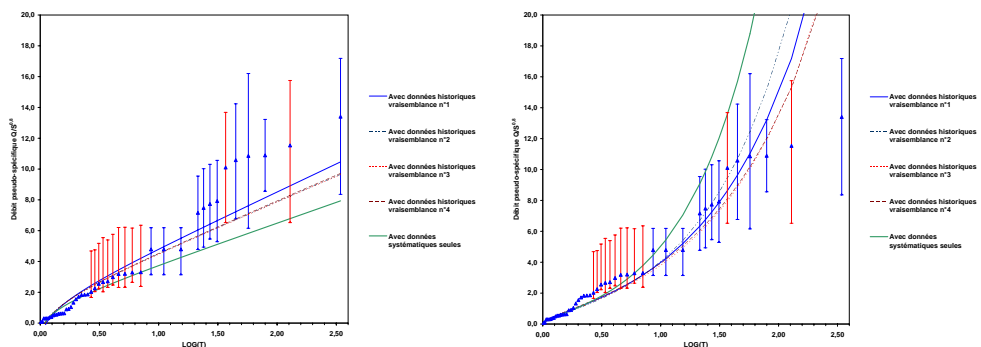 20,0
18,0
16,0
14,0
12,0
10,0
8,0
6,0
4,0
2,0
0,0
Débit pseudo-spécifique Q/S^0,8
0,00
0,50
1,00
1,50
2,00
2,50
LOG(T)
Avec données historiques
vraisemblance n°1
Avec données historiques
vraisemblance n°2
Avec données historiques
vraisemblance n°3
Avec données historiques
vraisemblance n°4
Avec données
systématiques seules
20,0
18,0
16,0
14,0
12,0
10,0
8,0
6,0
4,0
2,0
0,0
Débit pseudo-spécifique Q/S^0,8
0,00
0,50
1,00
1,50
2,00
2,50
LOG(T)
Avec données historiques
vraisemblance n°1
Avec données historiques
vraisemblance n°2
Avec données historiques
vraisemblance n°3
Avec données historiques
vraisemblance n°4
Avec données
systématiques seules